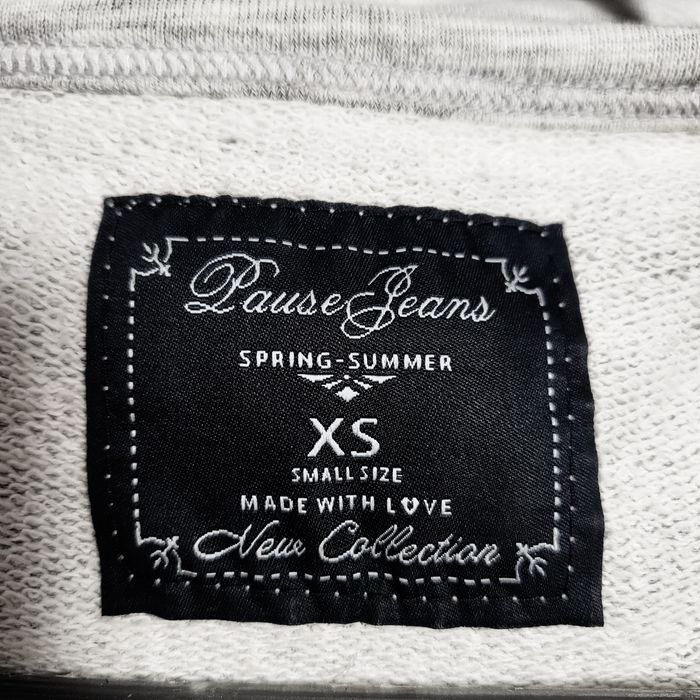 Pause Jeans
SPRING-SUMMER
XS
SMALL SIZE
MADE WITH LOVE
New Collection